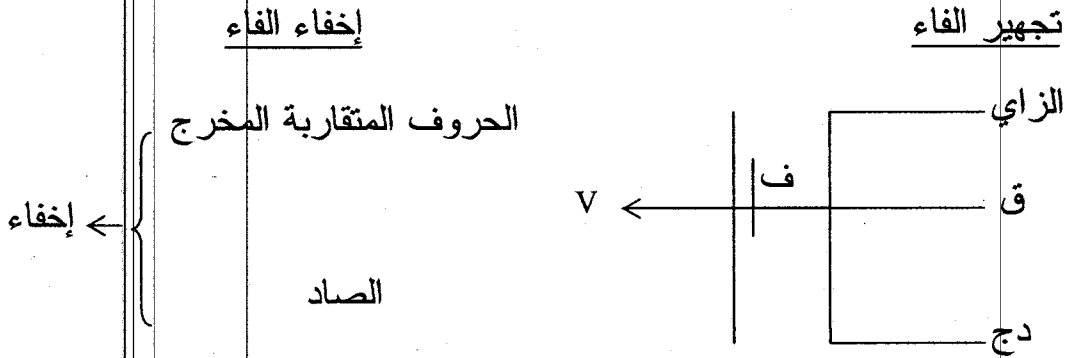 تجهير الفاء
إخفاء الفاء
الزاي
الحروف المتقاربة المخرج
ف
ق
V
إخفاء
الصاد
دج